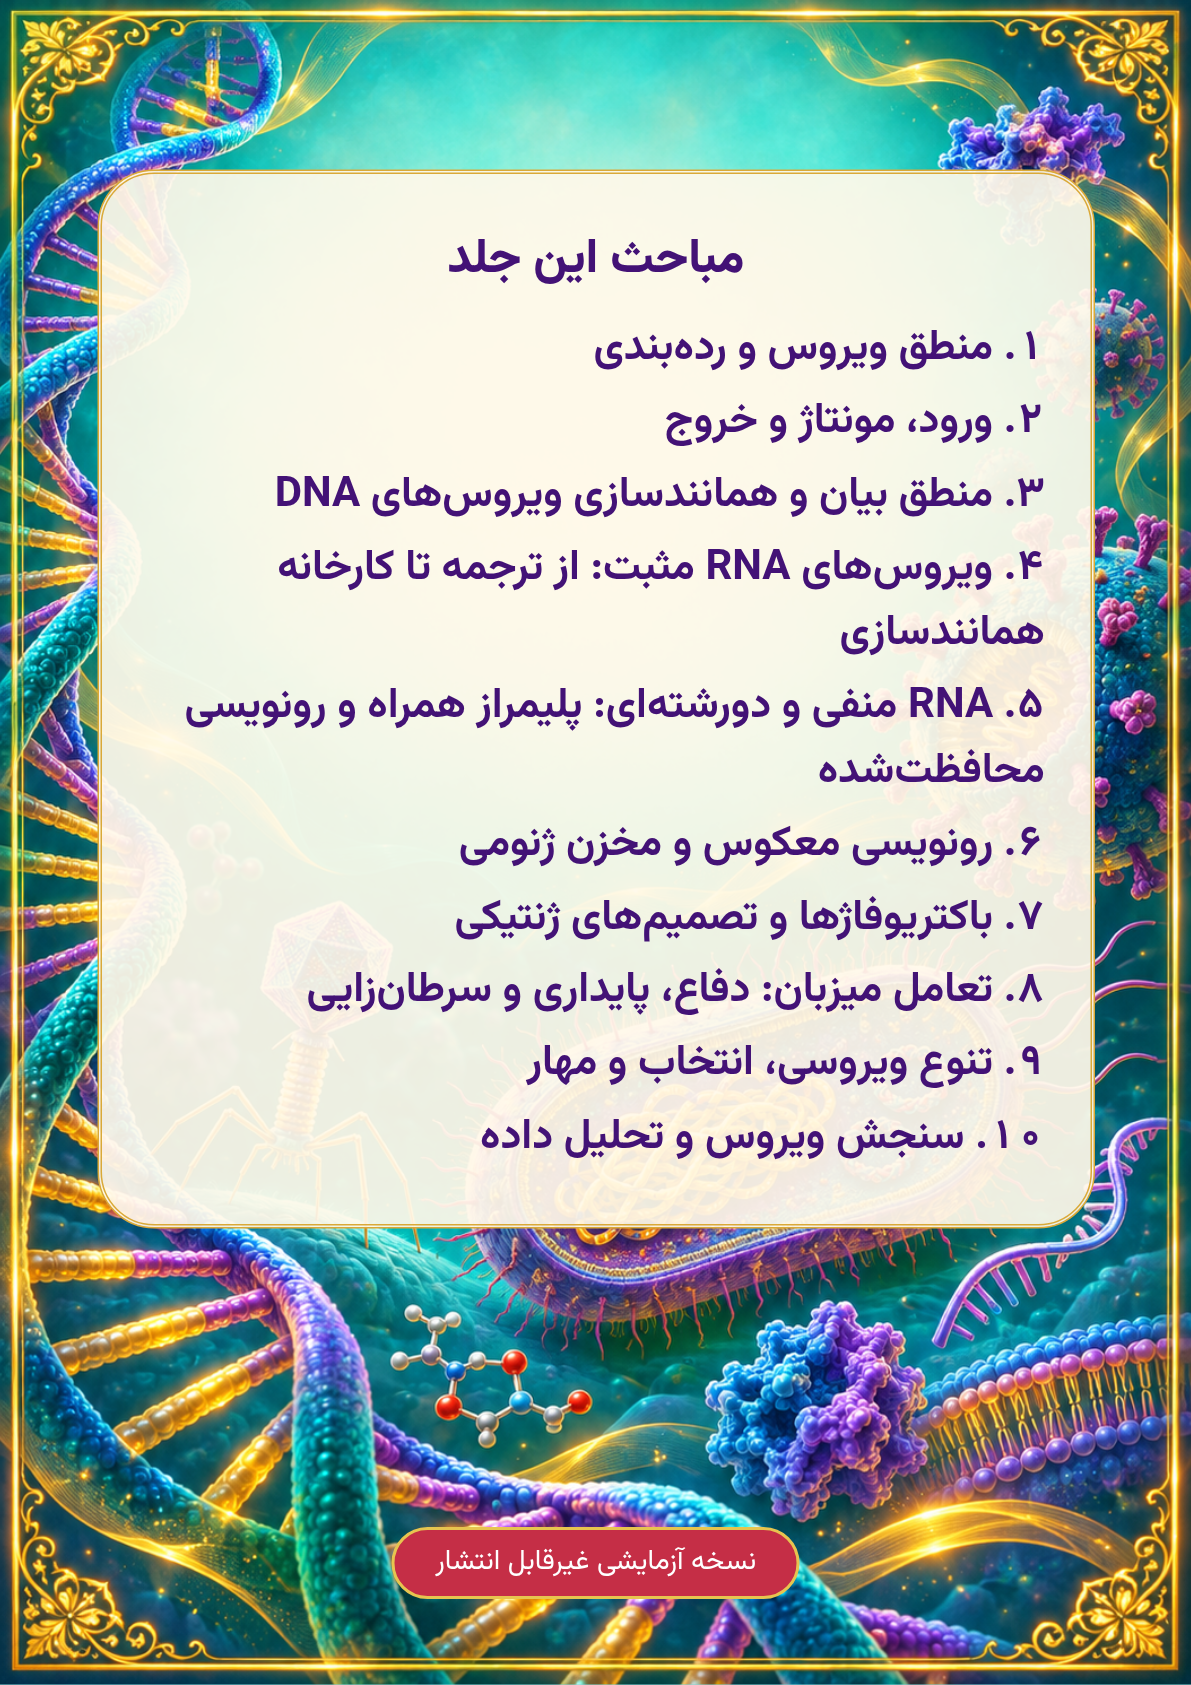 مباحث این جلد
۱. منطق ویروس و رده‌بندی
۲. ورود، مونتاژ و خروج
۳. منطق بیان و همانندسازی ویروس‌های DNA
۴. ویروس‌های RNA مثبت: از ترجمه تا کارخانه
همانندسازی
۵. RNA منفی و دورشته‌ای: پلیمراز همراه و رونویسی
محافظت‌شده
۶. رونویسی معکوس و مخزن ژنومی
۷. باکتریوفاژها و تصمیم‌های ژنتیکی
۸. تعامل میزبان: دفاع، پایداری و سرطان‌زایی
۹. تنوع ویروسی، انتخاب و مهار
۱۰. سنجش ویروس و تحلیل داده
نسخه آزمایشی غیرقابل انتشار